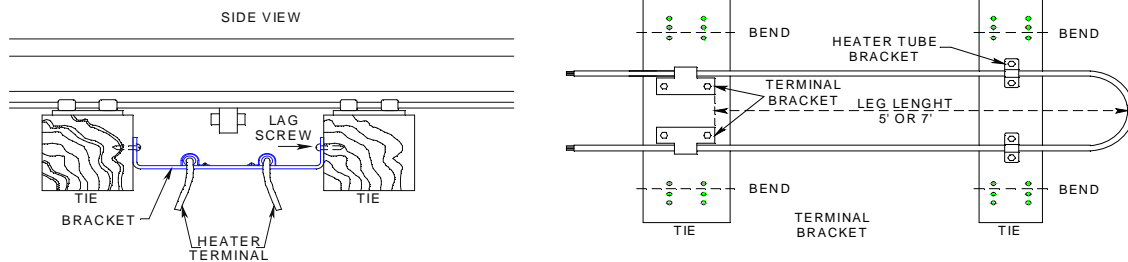 SIDE VIEW
LAG
SCREW
TIE
TIE
BRACKET
HEATER
TERMINAL
BEND
BEND
HEATER TUBE
BRACKET
TERMINAL
BRACKET
LEG LENGHT
5' OR 7'
BEND
BEND
TERMINAL
BRACKET
TIE
TIE